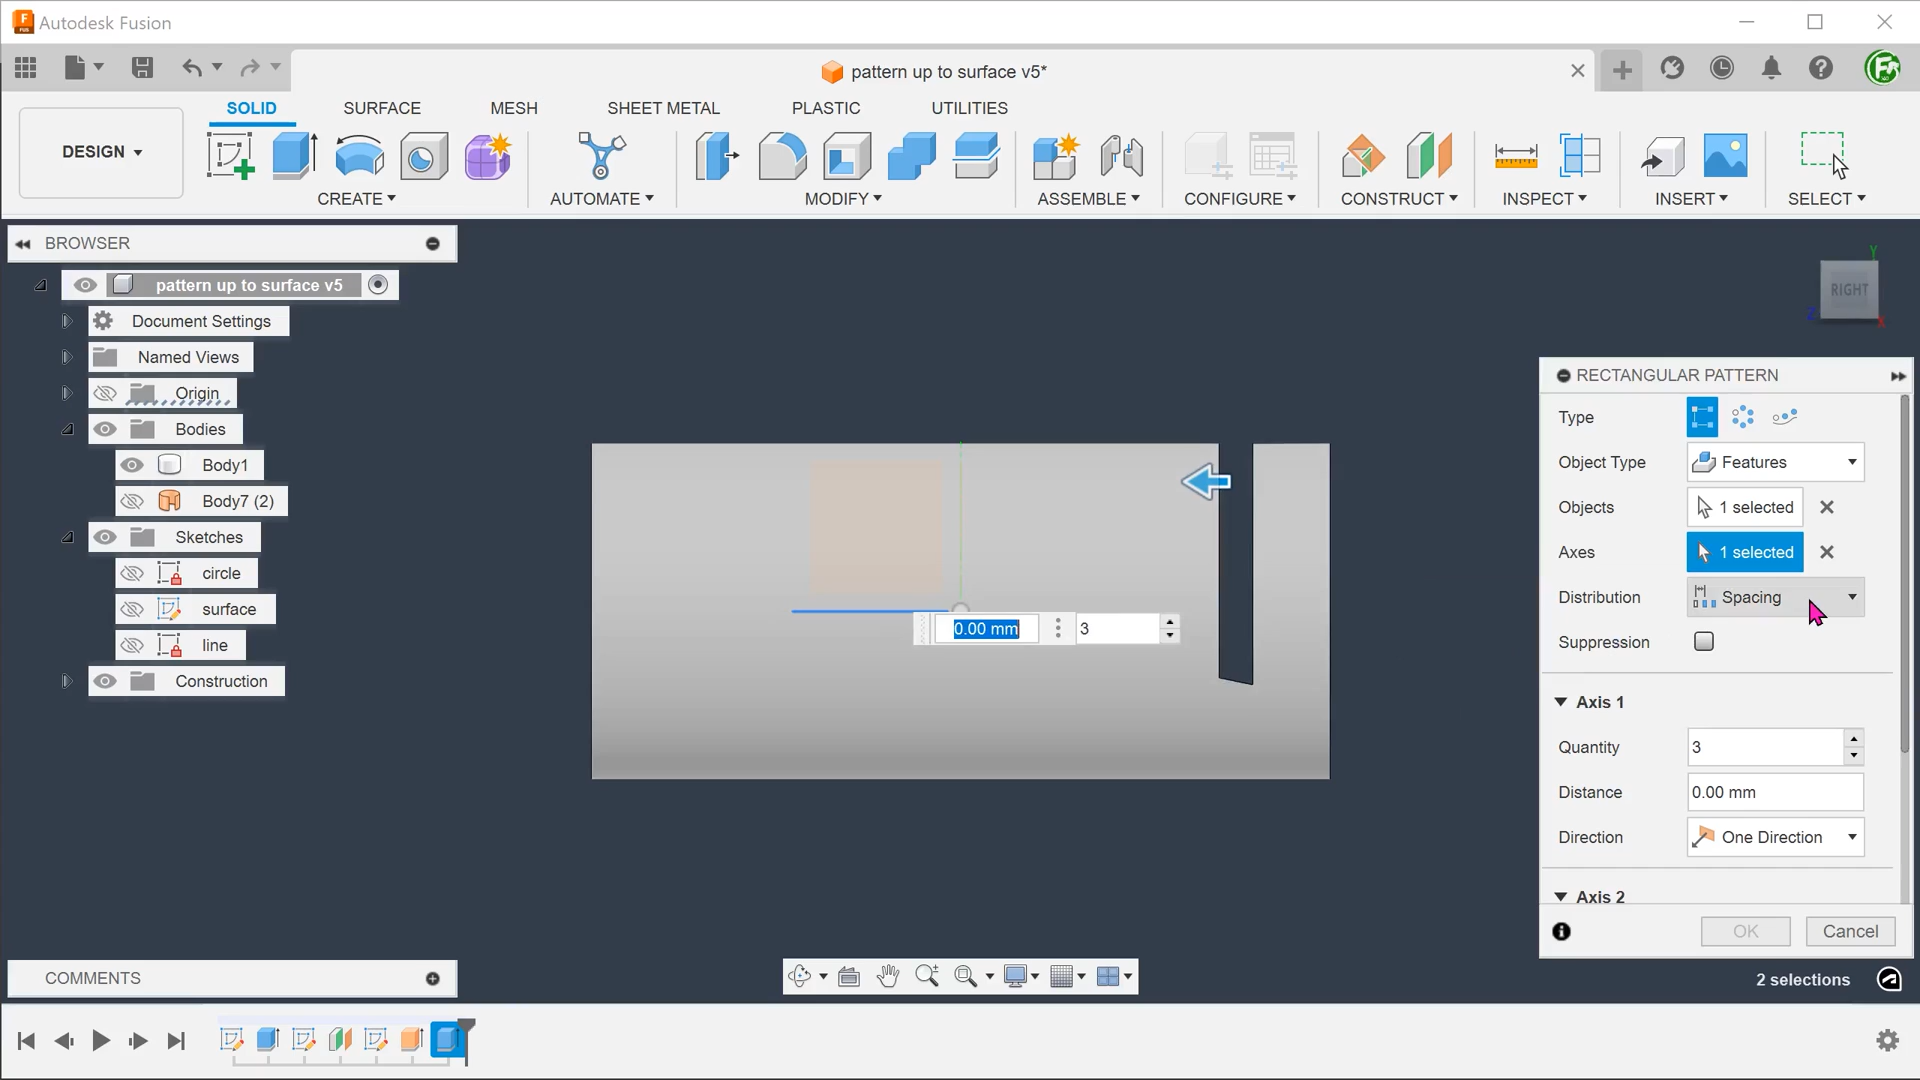 Autodesk Fusion
pattern up to surface v5*
DESIGN
SOLID
SURFACE
MESH
SHEET METAL
PLASTIC
UTILITIES
CREATE
AUTOMATE
MODIFY
ASSEMBLE
CONFIGURE
CONSTRUCT
INSPECT
INSERT
SELECT
BROWSER
pattern up to surface v5
Document Settings
Named Views
Origin
Bodies
Body1
Body7 (2)
Sketches
circle
surface
line
Construction
Y
RIGHT
Z
X
0.00 mm
3
RECTANGULAR PATTERN
Type
Object Type
Features
Objects
1 selected
Axes
1 selected
Distribution
Spacing
Suppression
Axis 1
Quantity
3
Distance
0.00 mm
Direction
One Direction
Axis 2
OK
Cancel
COMMENTS
2 selections